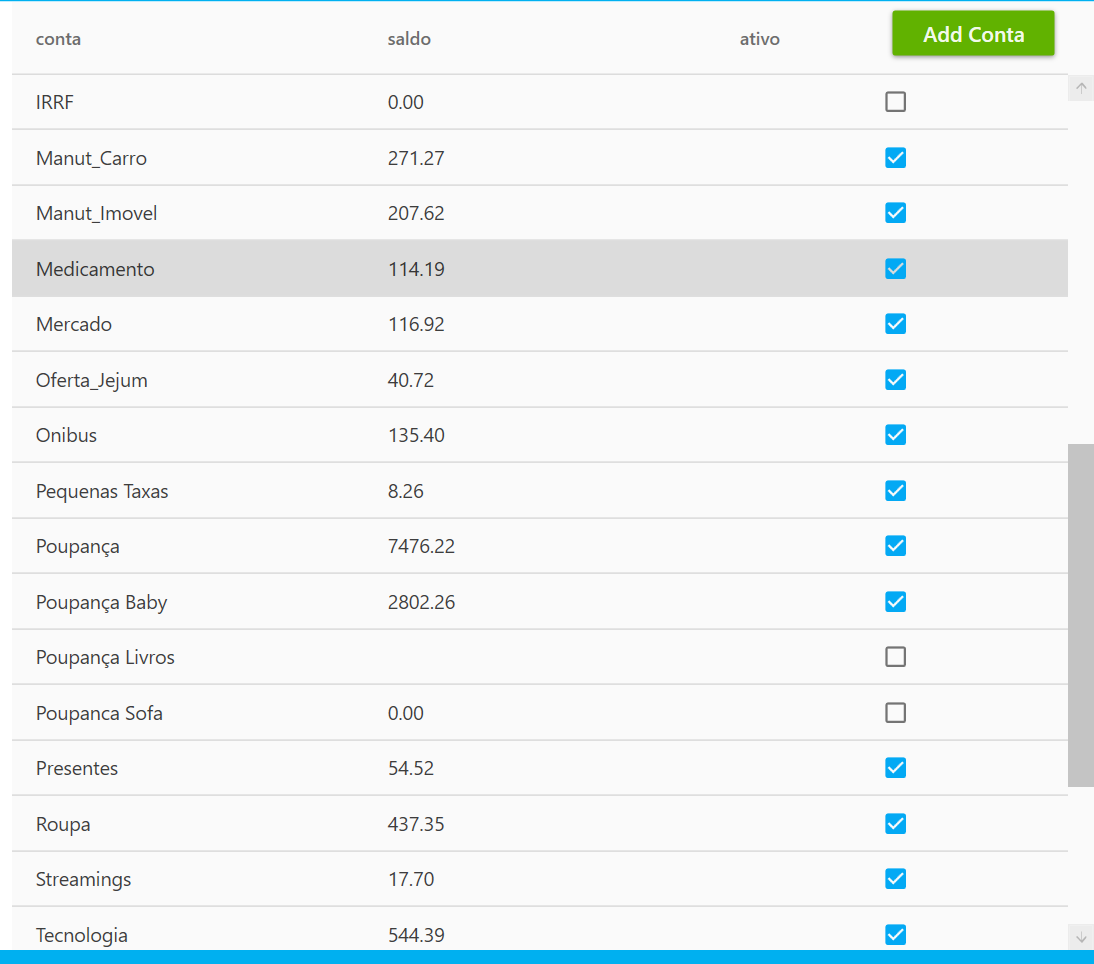 conta saldo ativo Add Conta
IRRF 0.00
Manut_Carro 271.27
Manut_Imovel 207.62
Medicamento 114.19
Mercado 116.92
Oferta_Jejum 40.72
Onibus 135.40
Pequenas Taxas 8.26
Poupança 7476.22
Poupança Baby 2802.26
Poupança Livros
Poupanca Sofa 0.00
Presentes 54.52
Roupa 437.35
Streamings 17.70
Tecnologia 544.39